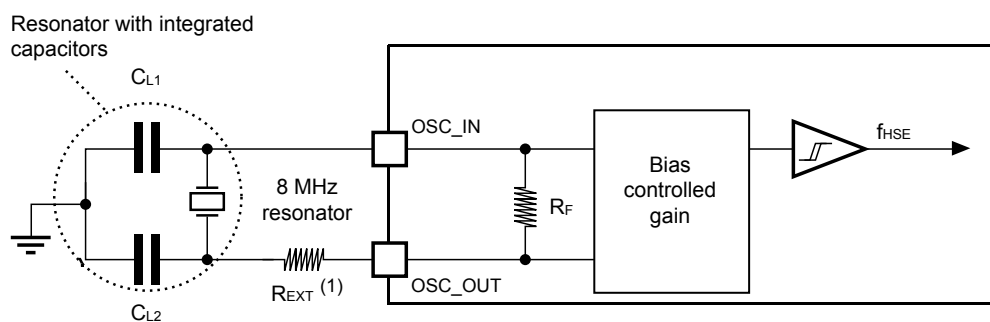 Resonator with integrated
capacitors
CL1
OSC_IN
fHSE
8 MHz
resonator
RF
Bias
controlled
gain
REXT (1)
OSC_OUT
CL2